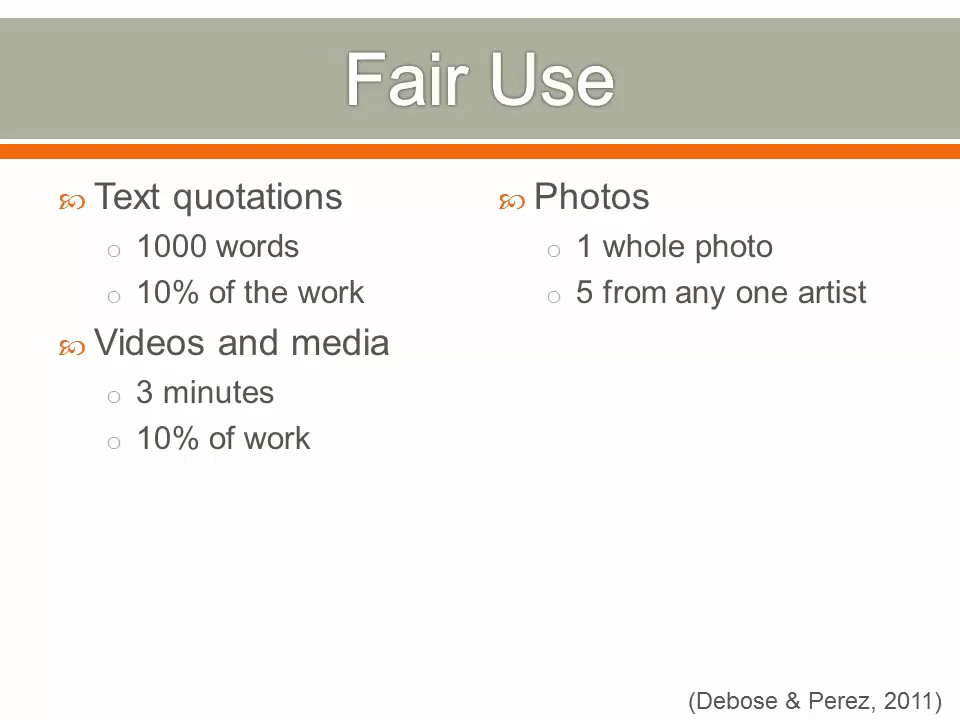 Fair Use
Text quotations
1000 words
10% of the work
Videos and media
3 minutes
10% of work
Photos
1 whole photo
5 from any one artist
(Debose & Perez, 2011)